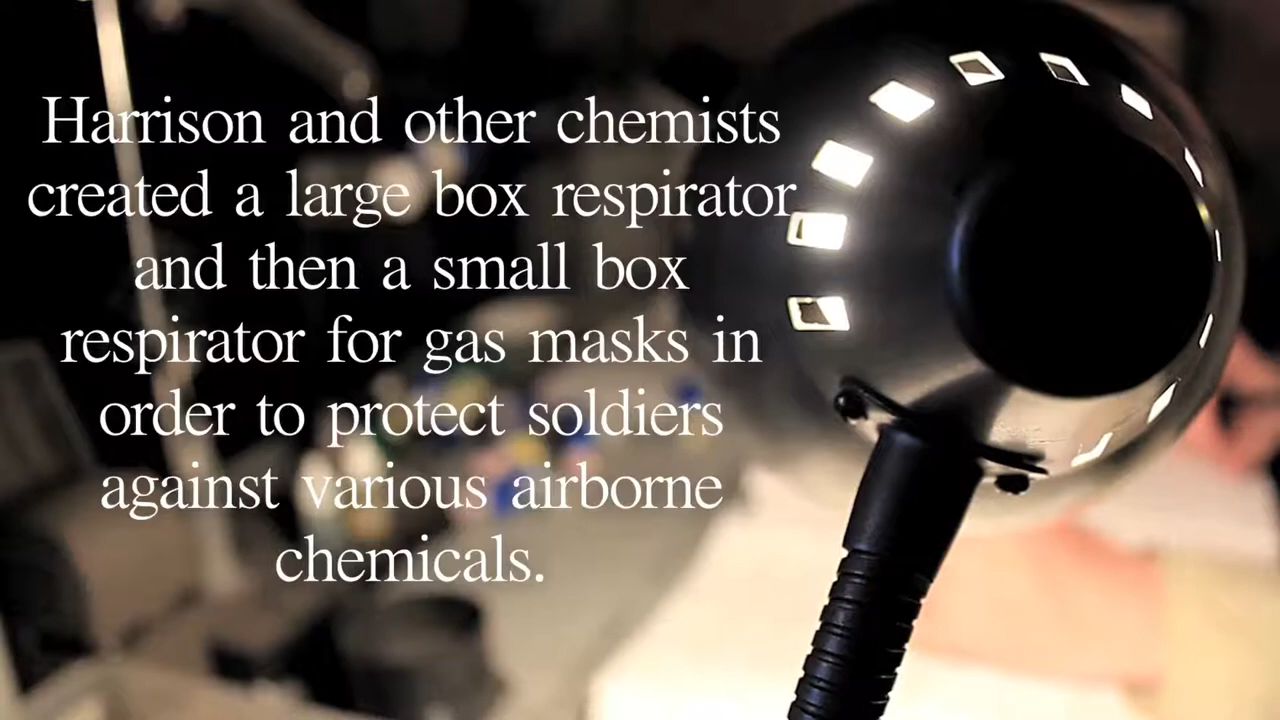 Harrison and other chemists
created a large box respirator
and then a small box
respirator for gas masks in
order to protect soldiers
against various airborne
chemicals.